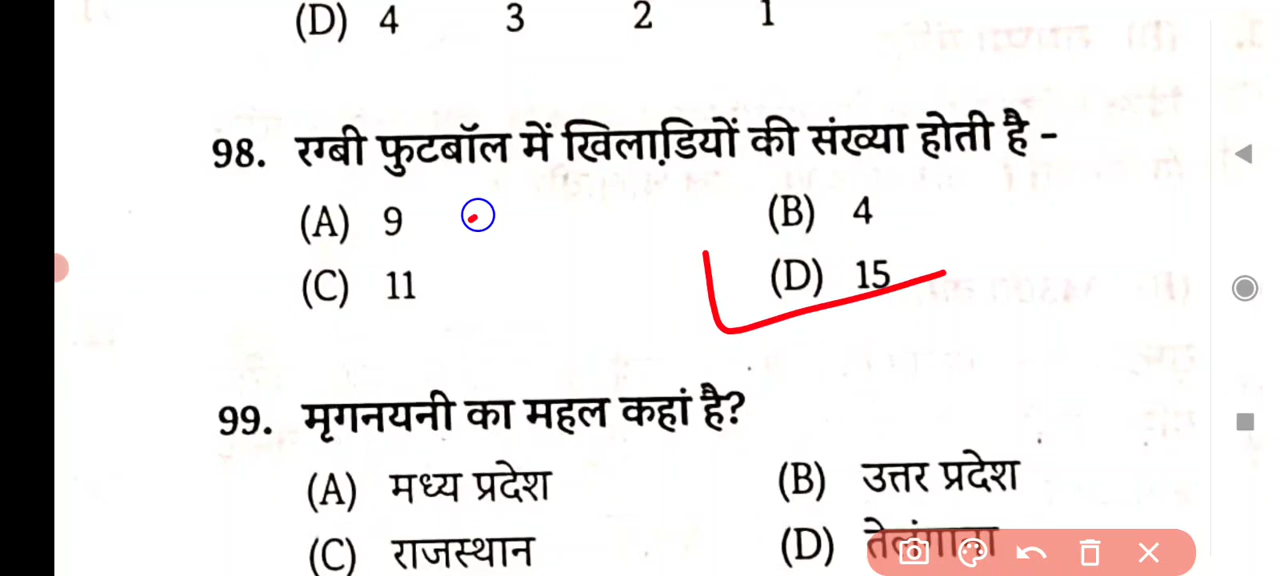 (D) 4 3 2 1
98. रग्बी फुटबॉल में खिलाड़ियों की संख्या होती है -
(A) 9 (B) 4
(C) 11 (D) 15
99. मृगनयनी का महल कहां है?
(A) मध्य प्रदेश (B) उत्तर प्रदेश
(C) राजस्थान (D) तेलंगाना